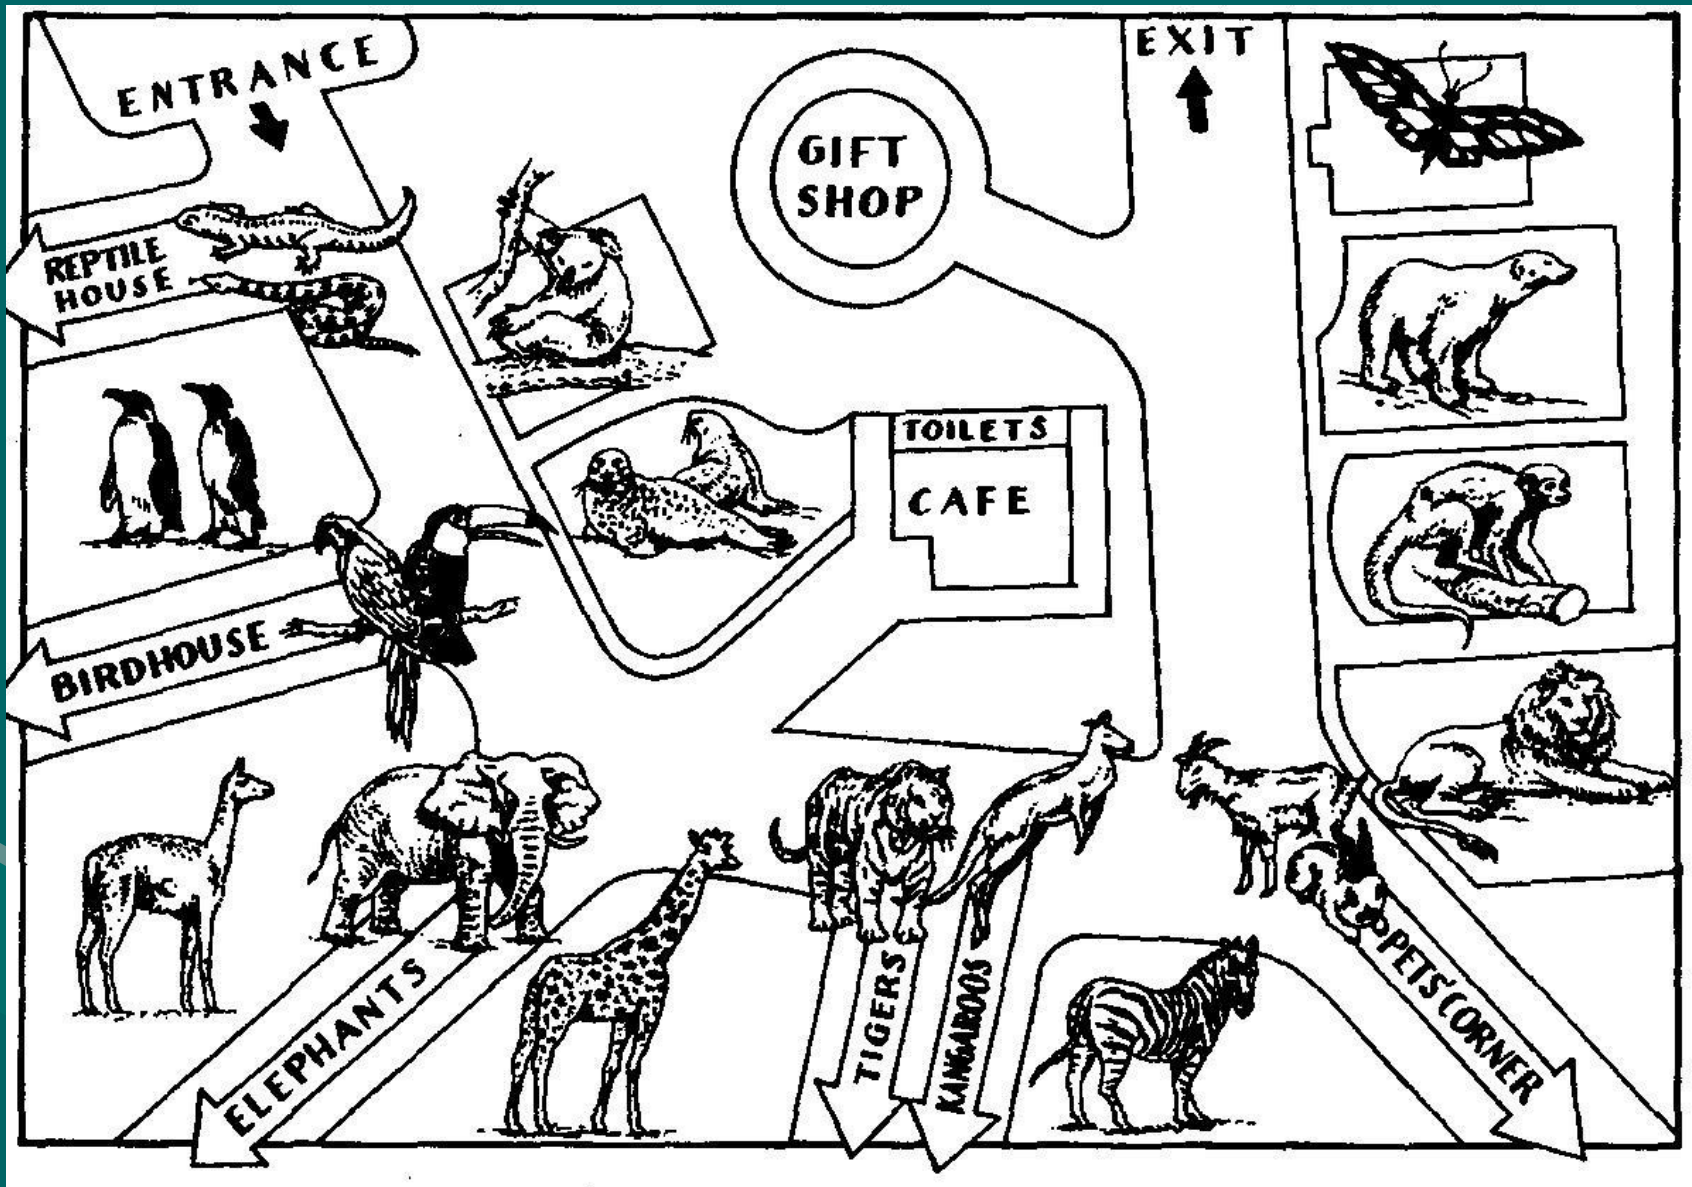 ENTRANCE
EXIT
GIFT
SHOP
REPTILE
HOUSE
TOILETS
CAFE
BIRDHOUSE
ELEPHANTS
TIGERS
KANGAROOS
PETS' CORNER